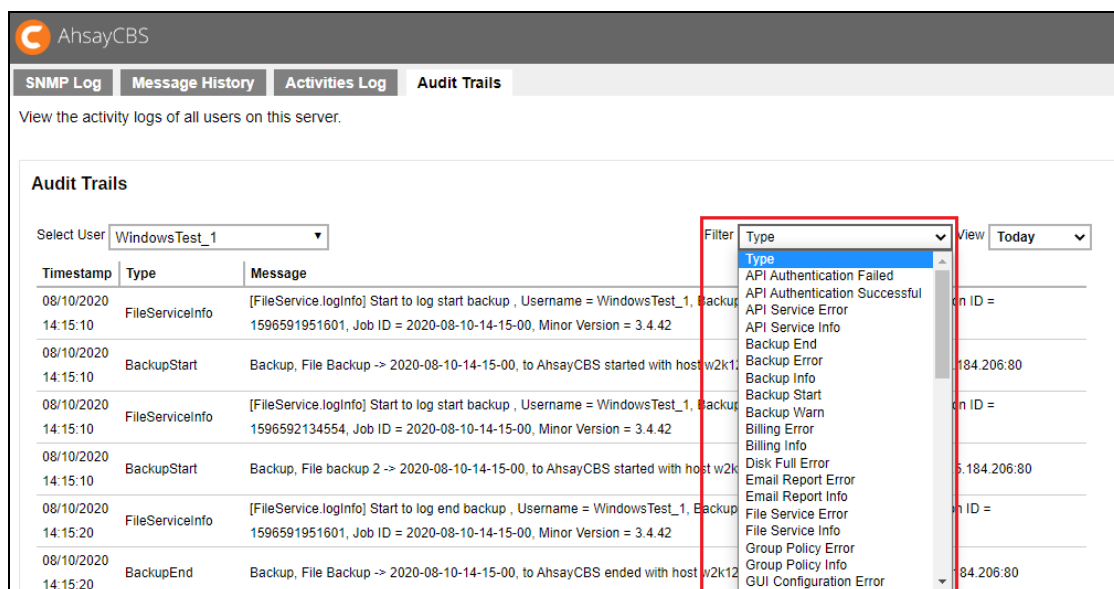 AhsayCBS
SNMP Log Message History Activities Log Audit Trails
View the activity logs of all users on this server.
Audit Trails
Select User WindowsTest_1 Filter Type View Today
Timestamp Type Message
08/10/2020
14:15:10
FileServiceInfo
[FileService.logInfo] Start to log start backup , Username = WindowsTest_1, Backup
on ID =
1596591951601, Job ID = 2020-08-10-14-15-00, Minor Version = 3.4.42
08/10/2020
14:15:10
BackupStart
Backup, File Backup -> 2020-08-10-14-15-00, to AhsayCBS started with host w2k12
184.206:80
08/10/2020
14:15:10
FileServiceInfo
[FileService.logInfo] Start to log start backup , Username = WindowsTest_1, Backup
on ID =
1596592134554, Job ID = 2020-08-10-14-15-00, Minor Version = 3.4.42
08/10/2020
14:15:10
BackupStart
Backup, File backup 2 -> 2020-08-10-14-15-00, to AhsayCBS started with host w2k
5.184.206:80
08/10/2020
14:15:20
FileServiceInfo
[FileService.logInfo] Start to log end backup , Username = WindowsTest_1, Backup
on ID =
1596591951601, Job ID = 2020-08-10-14-15-00, Minor Version = 3.4.42
08/10/2020
14:15:20
BackupEnd
Backup, File Backup -> 2020-08-10-14-15-00, to AhsayCBS ended with host w2k12
84.206:80
Type
API Authentication Failed
API Authentication Successful
API Service Error
API Service Info
Backup End
Backup Error
Backup Info
Backup Start
Backup Warn
Billing Error
Billing Info
Disk Full Error
Email Report Error
Email Report Info
File Service Error
File Service Info
Group Policy Error
Group Policy Info
GUI Configuration Error